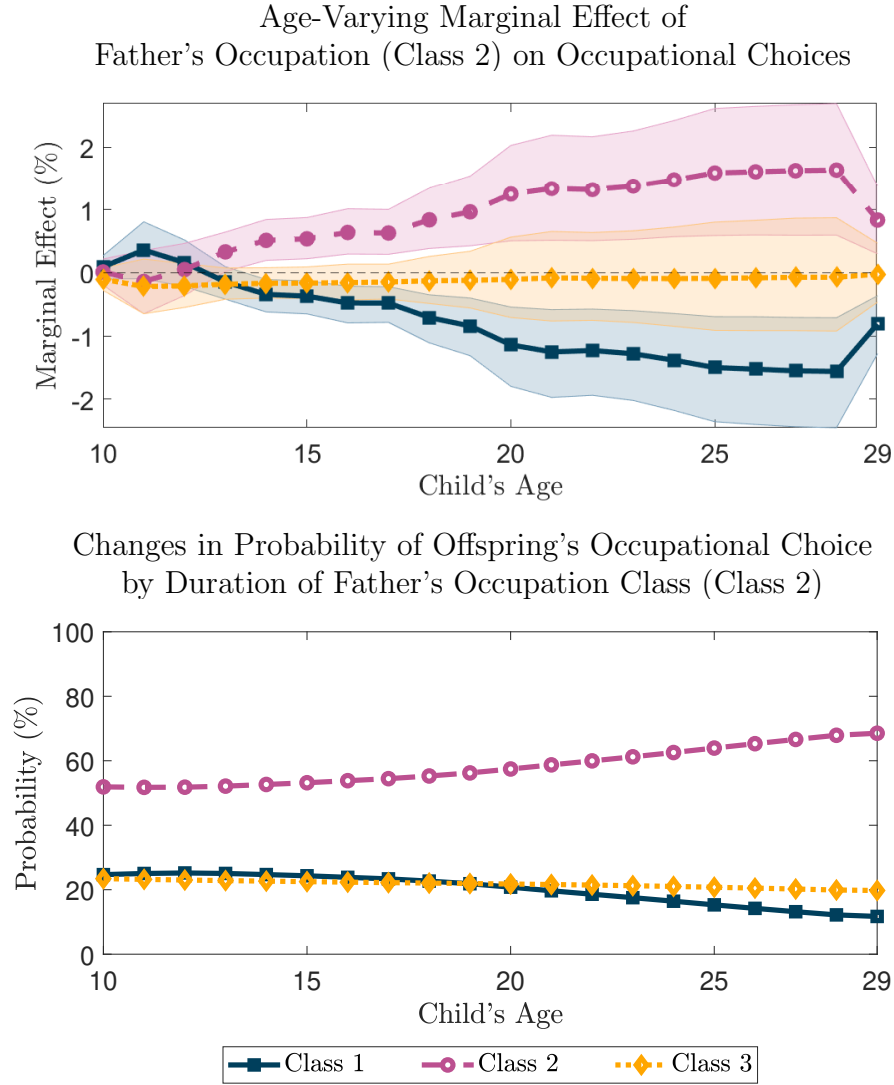 Age-Varying Marginal Effect of
Father's Occupation (Class 2) on Occupational Choices
Marginal Effect (%)
2
1
0
-1
-2
10
15
20
25
29
Child's Age
Changes in Probability of Offspring's Occupational Choice
by Duration of Father's Occupation Class (Class 2)
Probability (%)
100
80
60
40
20
0
10
15
20
25
29
Child's Age
Class 1 Class 2 Class 3